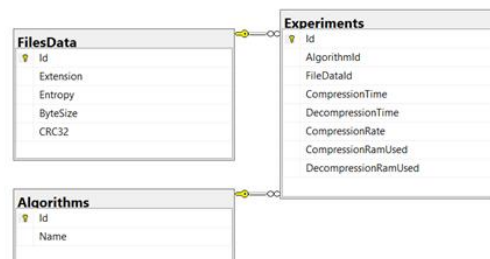 FilesData
Id
Extension
Entropy
ByteSize
CRC32
Experiments
Id
AlgorithmId
FileDataId
CompressionTime
DecompressionTime
CompressionRate
CompressionRamUsed
DecompressionRamUsed
Algorithms
Id
Name